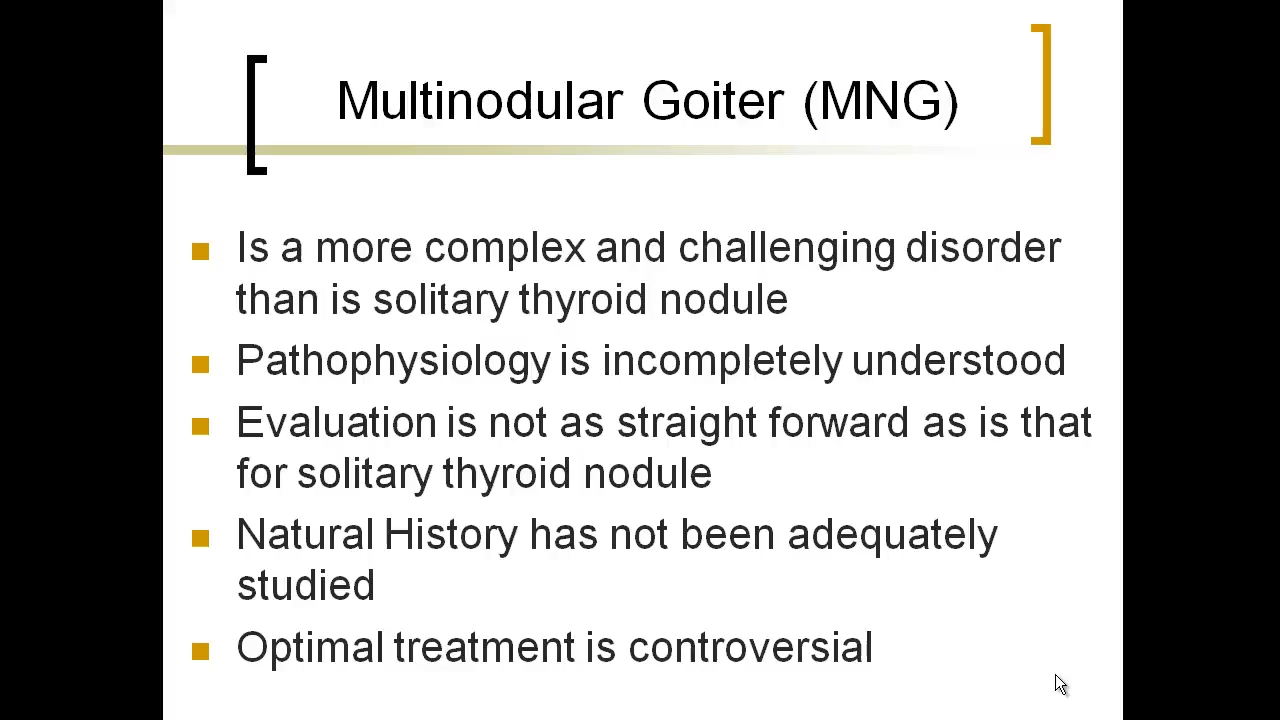 Multinodular Goiter (MNG)
Is a more complex and challenging disorder
than is solitary thyroid nodule
Pathophysiology is incompletely understood
Evaluation is not as straight forward as is that
for solitary thyroid nodule
Natural History has not been adequately
studied
Optimal treatment is controversial